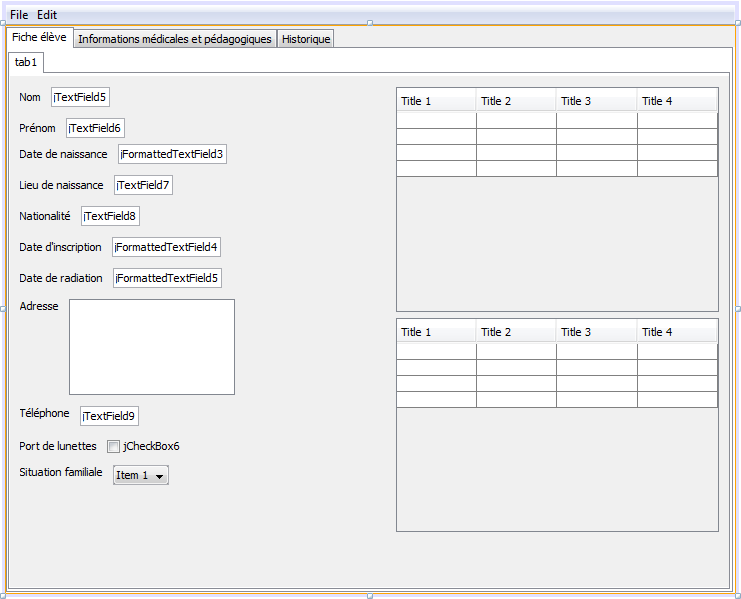 File Edit
Fiche élève Informations médicales et pédagogiques Historique
tab1
Nom jTextField5
Prénom jTextField6
Date de naissance jFormattedTextField3
Lieu de naissance jTextField7
Nationalité jTextField8
Date d'inscription jFormattedTextField4
Date de radiation jFormattedTextField5
Adresse
Téléphone jTextField9
Port de lunettes jCheckBox6
Situation familiale Item 1
Title 1 Title 2 Title 3 Title 4
Title 1 Title 2 Title 3 Title 4